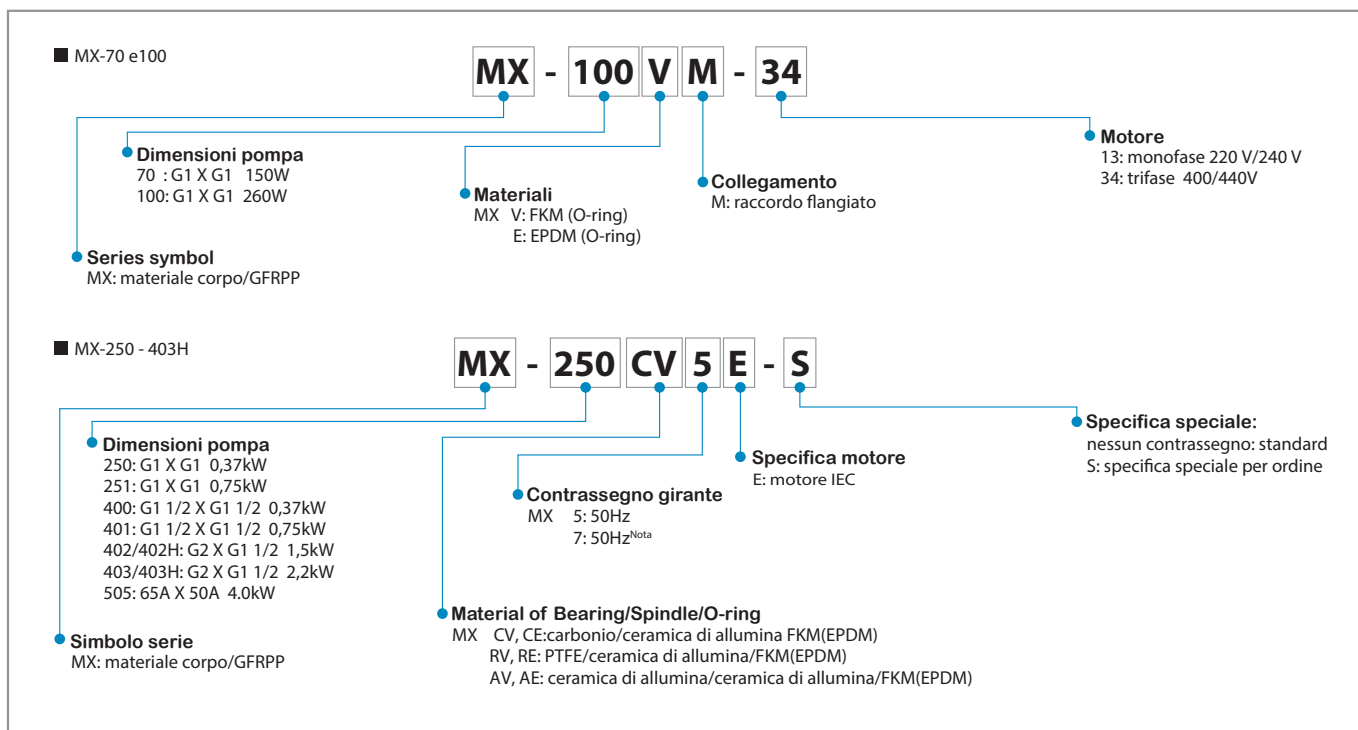 ■ MX-70 e100
MX - 100 V M - 34
Dimensioni pompa
70 : G1 X G1 150W
100: G1 X G1 260W
Series symbol
MX: materiale corpo/GFRPP
Materiali
MX V: FKM (O-ring)
E: EPDM (O-ring)
Collegamento
M: raccordo flangiato
Motore
13: monofase 220 V/240 V
34: trifase 400/440V
■ MX-250 - 403H
MX - 250 CV 5 E - S
Dimensioni pompa
250: G1 X G1 0,37kW
251: G1 X G1 0,75kW
400: G1 1/2 X G1 1/2 0,37kW
401: G1 1/2 X G1 1/2 0,75kW
402/402H: G2 X G1 1/2 1,5kW
403/403H: G2 X G1 1/2 2,2kW
505: 65A X 50A 4.0kW
Simbolo serie
MX: materiale corpo/GFRPP
Material of Bearing/Spindle/O-ring
MX CV, CE:carbonio/ceramica di allumina FKM(EPDM)
RV, RE: PTFE/ceramica di allumina/FKM(EPDM)
AV, AE: ceramica di allumina/ceramica di allumina/FKM(EPDM)
Contrassegno girante
MX 5: 50Hz
7: 50HzNota
Specifica motore
E: motore IEC
Specifica speciale:
nessun contrassegno: standard
S: specifica speciale per ordine